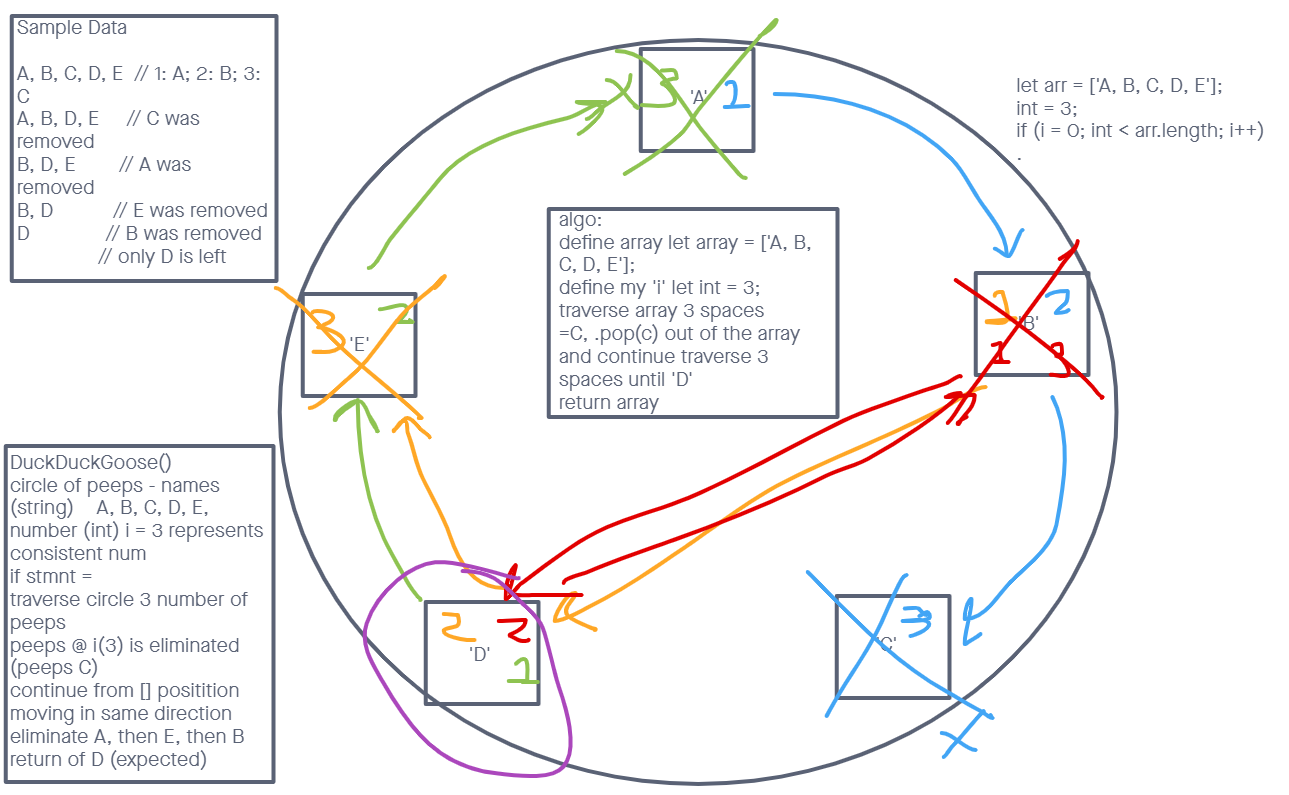 Sample Data
A, B, C, D, E // 1: A; 2: B; 3:
C
A, B, D, E // C was
removed
B, D, E // A was
removed
B, D // E was removed
D // B was removed
// only D is left
let arr = ['A, B, C, D, E'];
int = 3;
if (i = 0; int < arr.length; i++)
.
algo:
define array let array = ['A, B,
C, D, E'];
define my 'i' let int = 3;
traverse array 3 spaces
=C, .pop(c) out of the array
and continue traverse 3
spaces until 'D'
return array
DuckDuckGoose()
circle of peeps - names
(string) A, B, C, D, E,
number (int) i = 3 represents
consistent num
if stmnt =
traverse circle 3 number of
peeps
peeps @ i(3) is eliminated
(peeps C)
continue from [] positition
moving in same direction
eliminate A, then E, then B
return of D (expected)
3 'A' 1
1 2
'B'
1 3
3 2
'E'
2 2
'D'
1
3
'C'